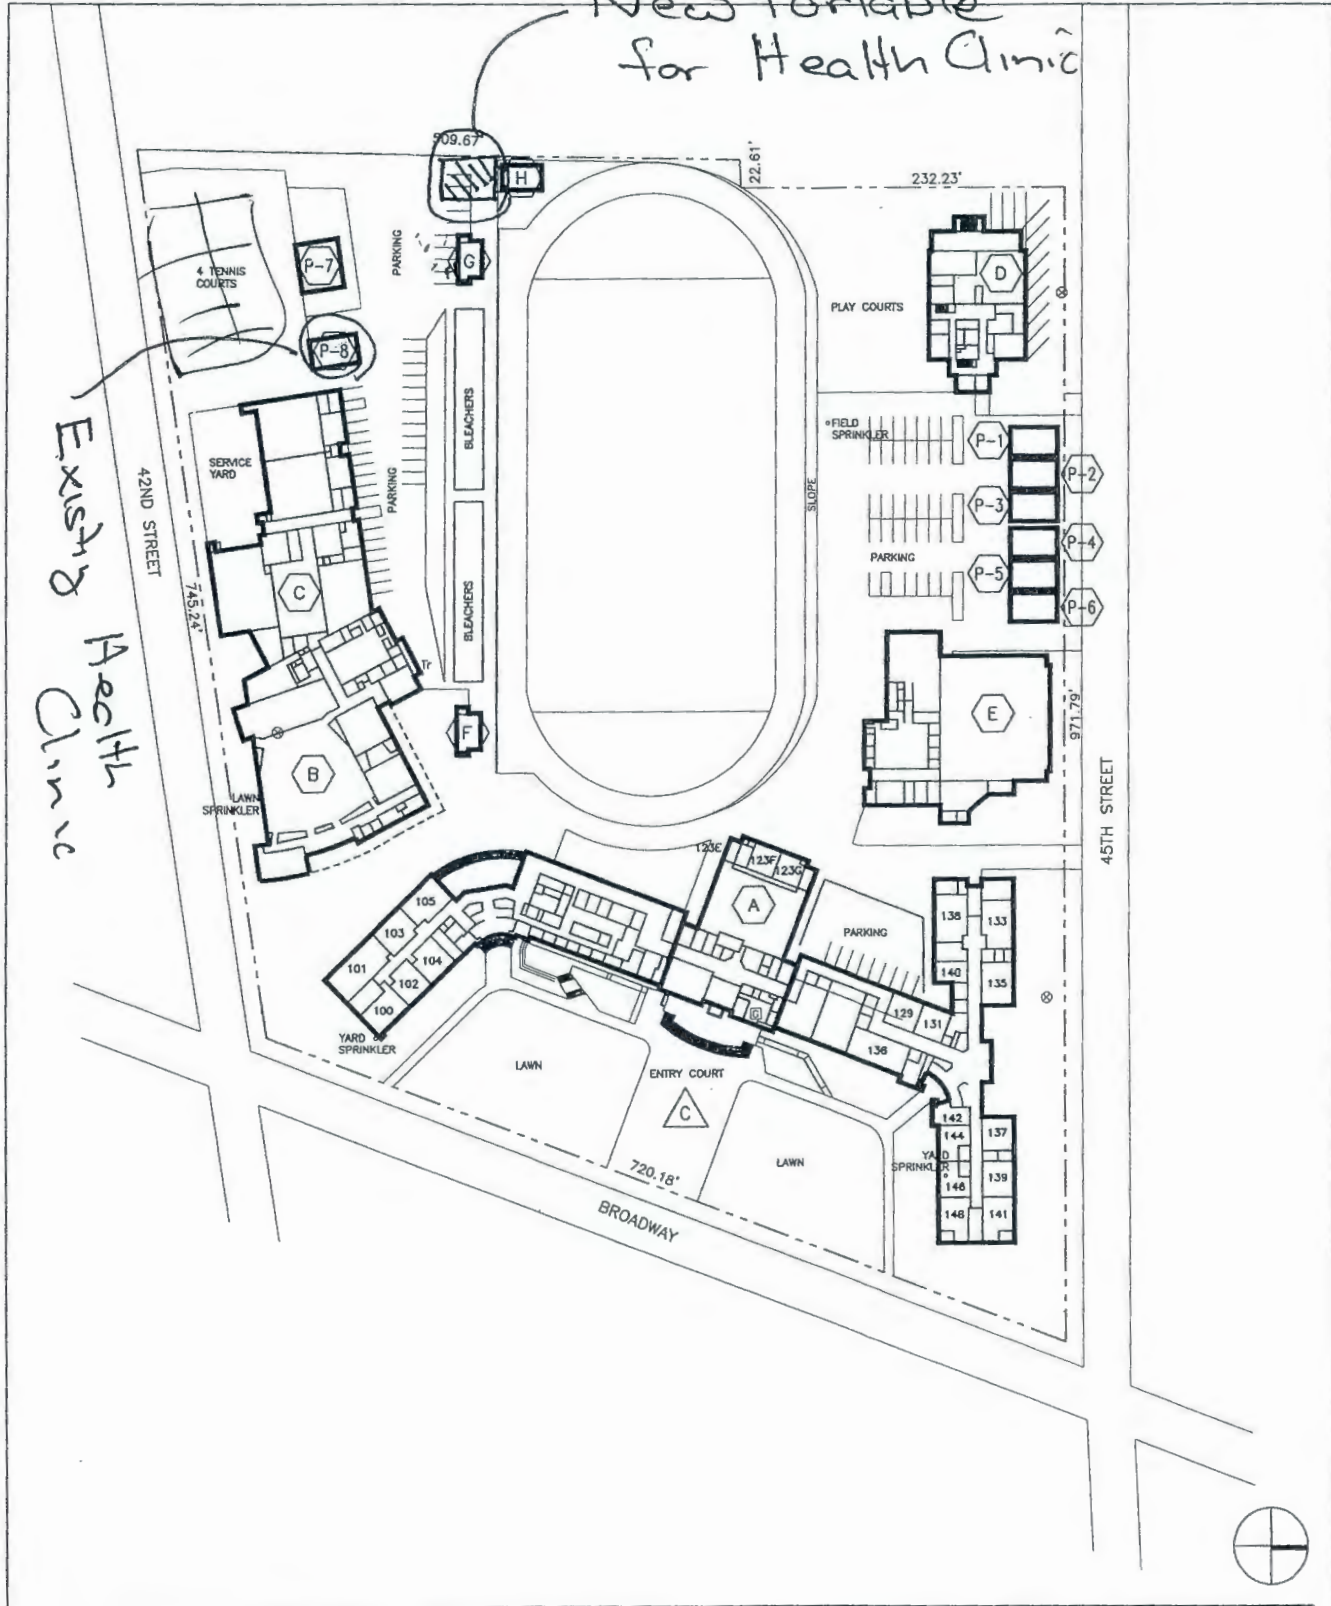 New Portable
for Health Clinic
509.67'
H
22.61'
232.23'
P-7
4 TENNIS
COURTS
PARKING
G
D
PLAY COURTS
P-8
BLEACHERS
FIELD
SPRINKLER
P-1
P-2
P-3
P-4
PARKING
P-5
P-6
SERVICE
YARD
PARKING
SLOPE
42ND STREET
Existng Health
Clinic
C
745.24'
BLEACHERS
Tr
F
E
971.79'
B
LAWN
SPRINKLER
45TH STREET
123E
123F
123G
A
PARKING
105
103
101
104
102
100
138
133
140
135
129
131
136
G
YARD
SPRINKLER
LAWN
ENTRY COURT
C
LAWN
142
144
137
YARD
SPRINKLER
146
139
148
141
720.18'
BROADWAY